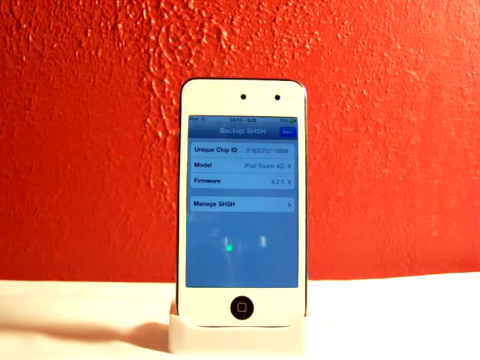 Backup SHSH
Unique Chip ID
Model iPod Touch 4G
Firmware 4.2.1
Manage SHSH